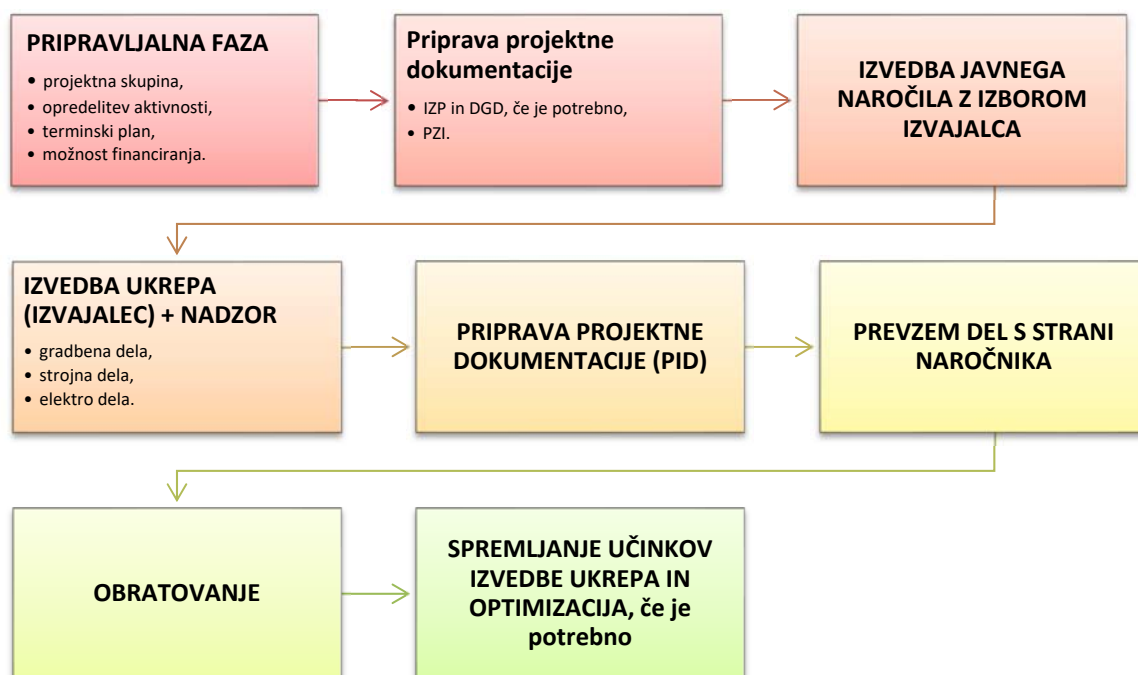 PRIPRAVLJALNA FAZA
• projektna skupina,
• opredelitev aktivnosti,
• terminski plan,
• možnost financiranja.
Priprava projektne
dokumentacije
• IZP in DGD, če je potrebno,
• PZI.
IZVEDBA JAVNEGA
NAROČILA Z IZBOROM
IZVAJALCA
IZVEDBA UKREPA
(IZVAJALEC) + NADZOR
• gradbena dela,
• strojna dela,
• elektro dela.
PRIPRAVA PROJEKTNE
DOKUMENTACIJE (PID)
PREVZEM DEL S STRANI
NAROČNIKA
OBRATOVANJE
SPREMLJANJE UČINKOV
IZVEDBE UKREPA IN
OPTIMIZACIJA, če je
potrebno